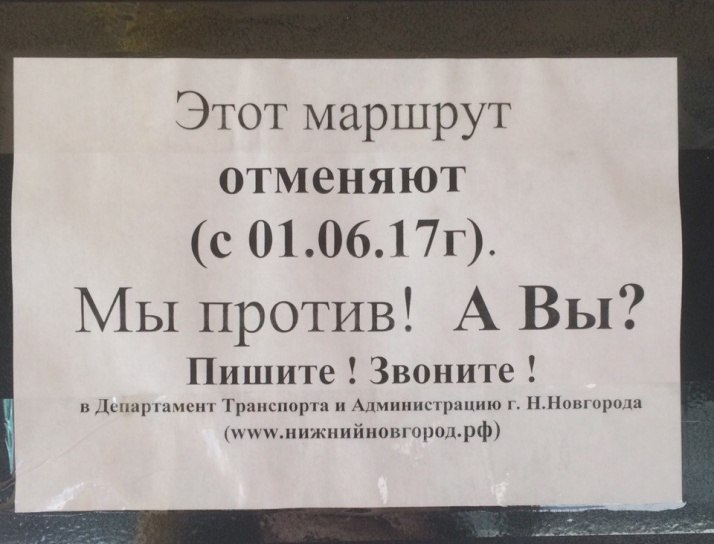 Этот маршрут
отменяют
(с 01.06.17г).
Мы против! А Вы?
Пишите ! Звоните !
в Департамент Транспорта и Администрацию г. Н.Новгорода
(www.нижнийновгород.рф)